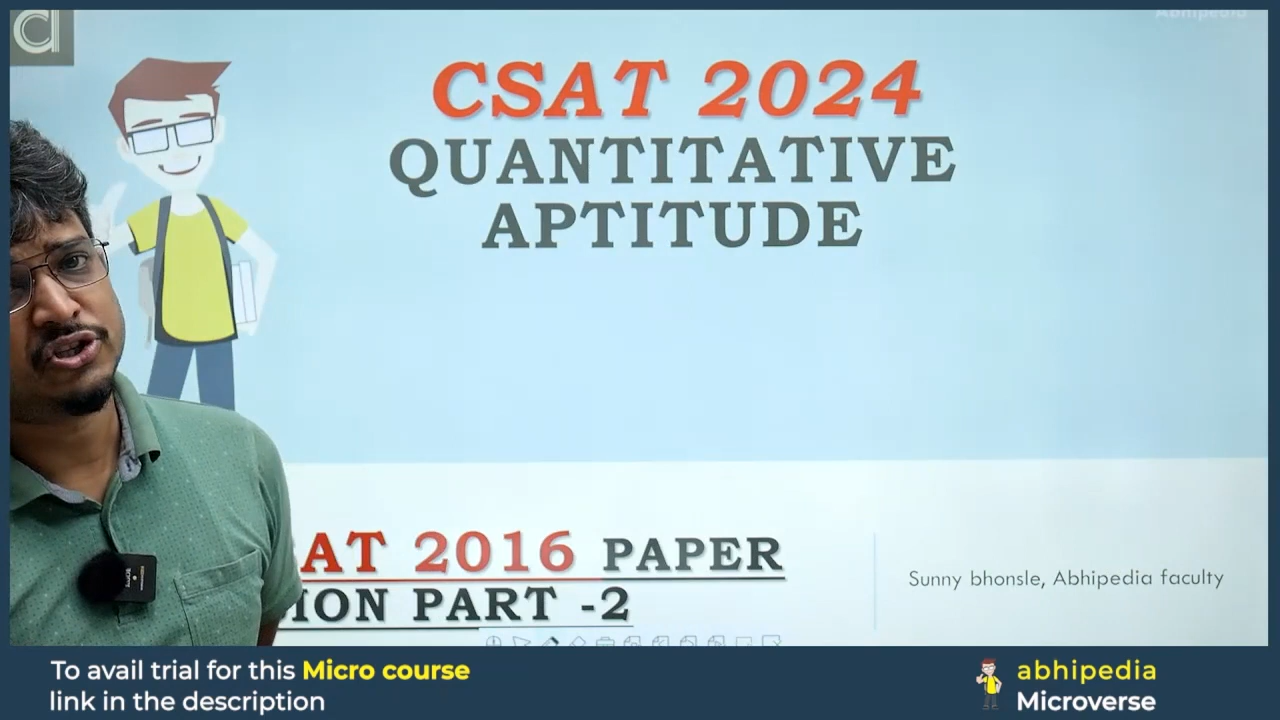 Abhipedia
CSAT 2024
QUANTITATIVE
APTITUDE
AT 2016 PAPER
ION PART -2
Sunny bhonsle, Abhipedia faculty
To avail trial for this Micro course
link in the description
abhipedia
Microverse